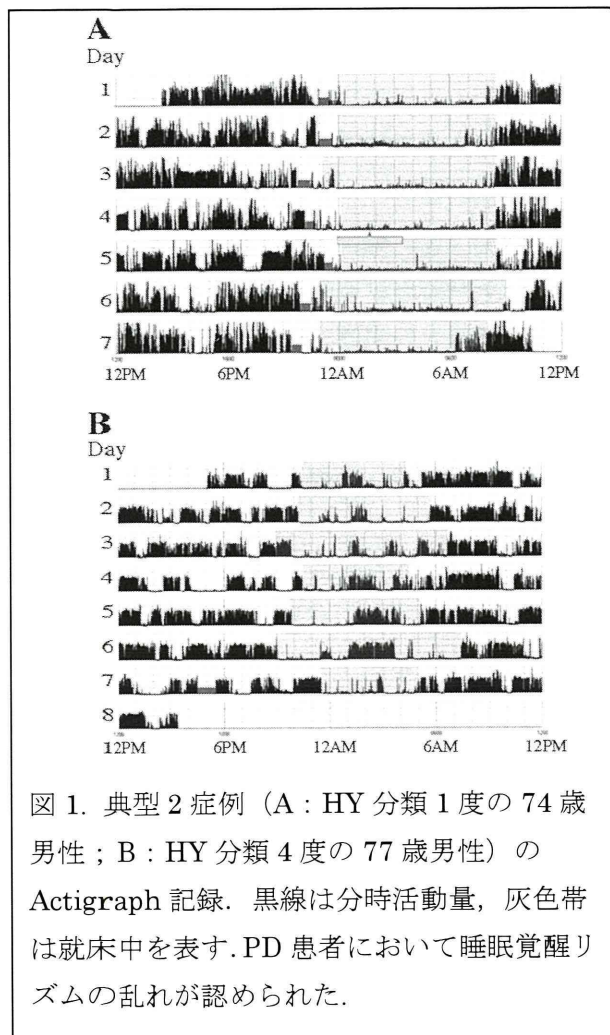 A
Day
1
2
3
4
5
6
7
12PM 6PM 12AM 6AM 12PM
B
Day
1
2
3
4
5
6
7
8
12PM 6PM 12AM 6AM 12PM
図 1. 典型 2 症例（A：HY 分類 1 度の 74 歳
男性；B：HY 分類 4 度の 77 歳男性）の
Actigraph 記録．黒線は分時活動量，灰色帯
は就床中を表す.PD 患者において睡眠覚醒リ
ズムの乱れが認められた.